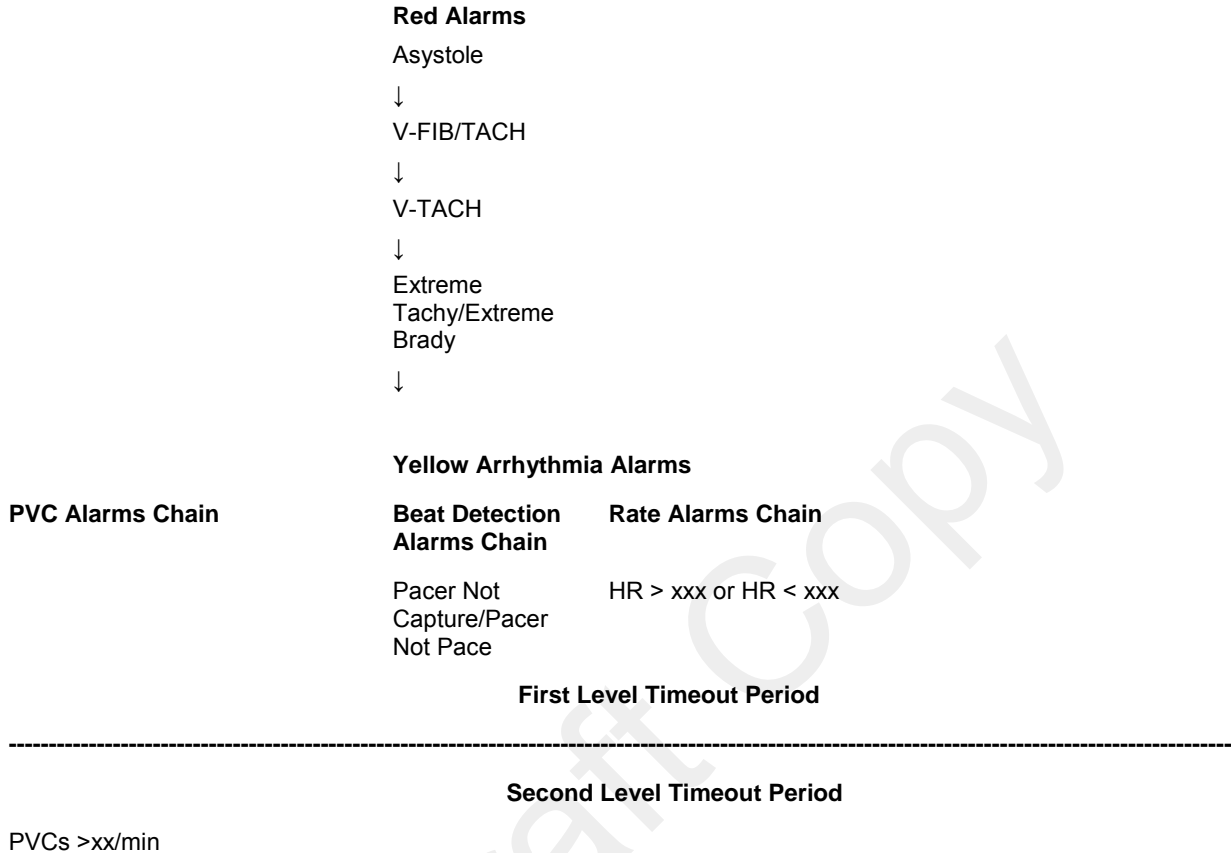 Red Alarms
Asystole
↓
V-FIB/TACH
↓
V-TACH
↓
Extreme
Tachy/Extreme
Brady
↓
Yellow Arrhythmia Alarms
PVC Alarms Chain
Beat Detection
Alarms Chain
Rate Alarms Chain
Pacer Not
Capture/Pacer
Not Pace
HR > xxx or HR < xxx
First Level Timeout Period
Second Level Timeout Period
PVCs >xx/min
aft Copy